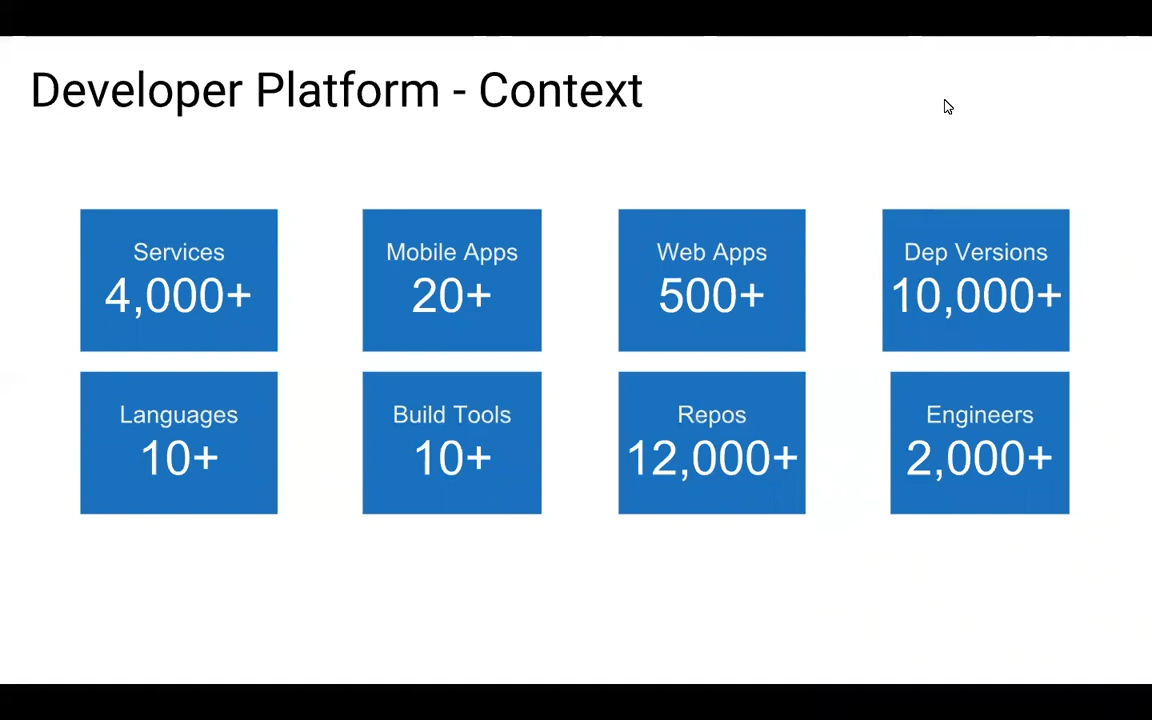 Developer Platform - Context
Services
4,000+
Mobile Apps
20+
Web Apps
500+
Dep Versions
10,000+
Languages
10+
Build Tools
10+
Repos
12,000+
Engineers
2,000+